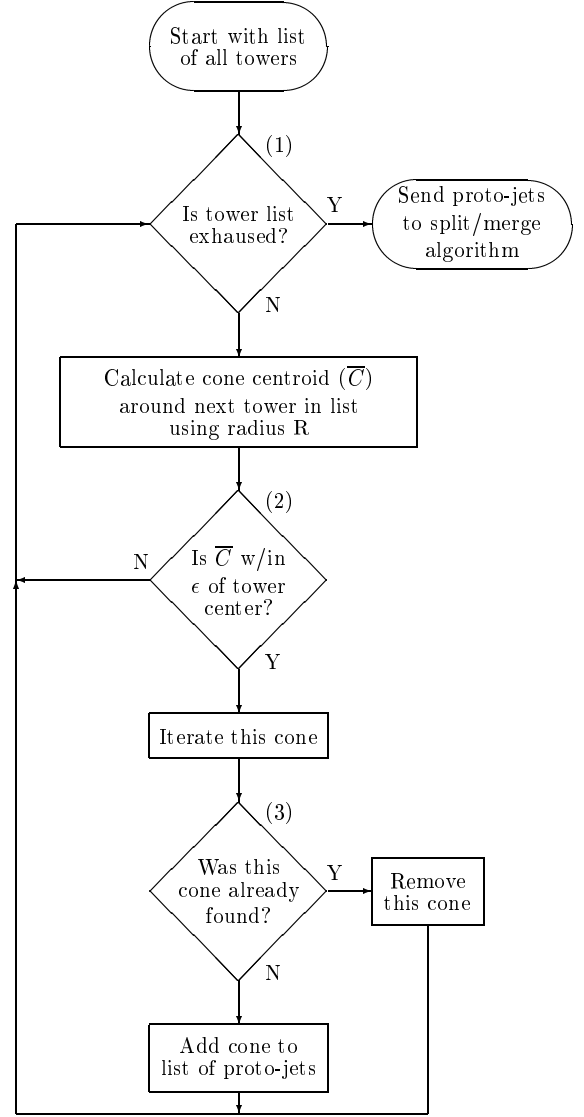 Start with list
of all towers
(1)
Is tower list
exhaused?
Y
Send proto-jets
to split/merge
algorithm
N
Calculate cone centroid (C̅)
around next tower in list
using radius R
(2)
N
Is C̅ w/in
ϵ of tower
center?
Y
Iterate this cone
(3)
Was this
cone already
found?
Y
Remove
this cone
N
Add cone to
list of proto-jets